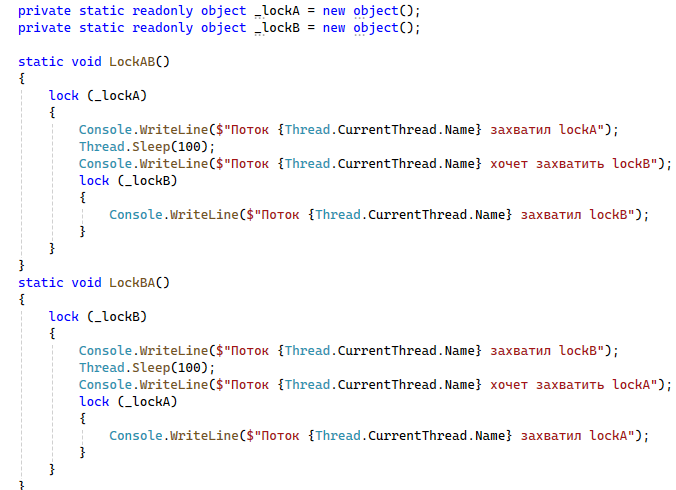 private static readonly object _lockA = new object();
private static readonly object _lockB = new object();
static void LockAB()
{
lock (_lockA)
{
Console.WriteLine($"Поток {Thread.CurrentThread.Name} захватил lockA");
Thread.Sleep(100);
Console.WriteLine($"Поток {Thread.CurrentThread.Name} хочет захватить lockB");
lock (_lockB)
{
Console.WriteLine($"Поток {Thread.CurrentThread.Name} захватил lockB");
}
}
}
static void LockBA()
{
lock (_lockB)
{
Console.WriteLine($"Поток {Thread.CurrentThread.Name} захватил lockB");
Thread.Sleep(100);
Console.WriteLine($"Поток {Thread.CurrentThread.Name} хочет захватить lockA");
lock (_lockA)
{
Console.WriteLine($"Поток {Thread.CurrentThread.Name} захватил lockA");
}
}
}